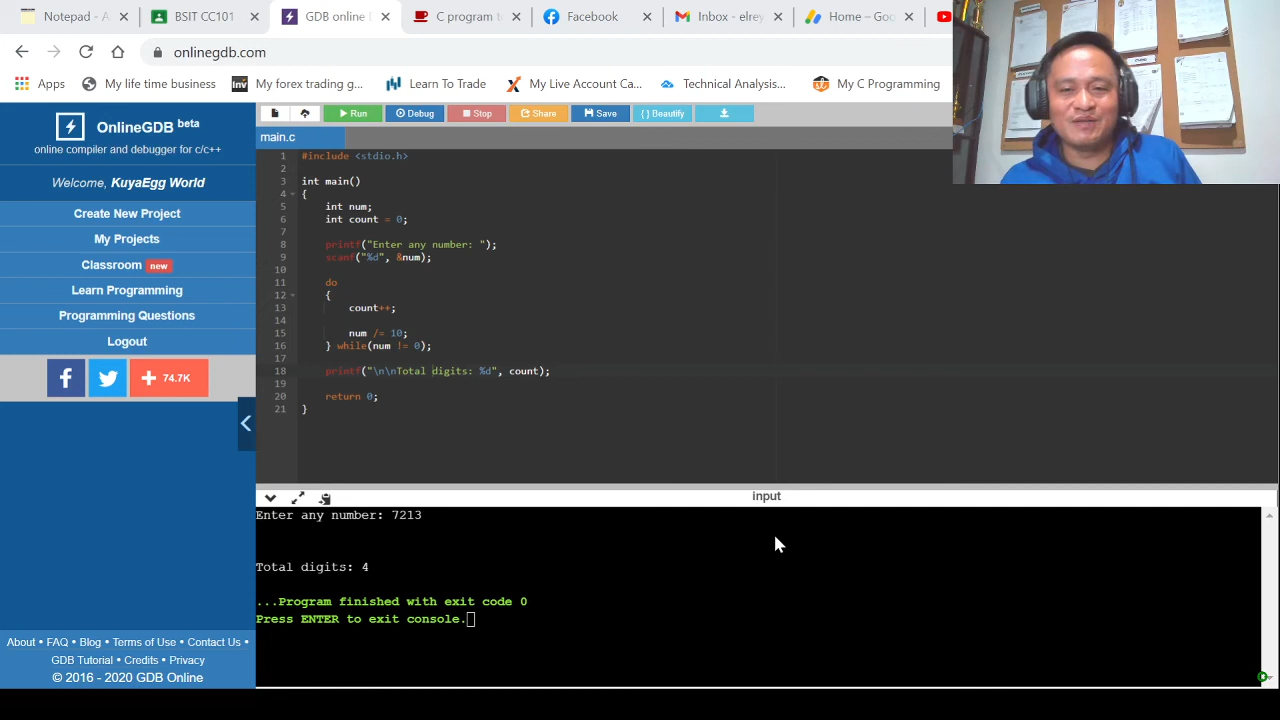 Notepad - A
BSIT CC101
GDB online D
C program to
Facebook
Inbox - elrey
Home – Goo
onlinegdb.com
Apps
My life time business
inv
My forex trading g...
Learn To Trade
My Live Account Ca...
Technical Analysis...
My C Programming
OnlineGDB beta
online compiler and debugger for c/c++
Welcome, KuyaEgg World
Create New Project
My Projects
Classroom new
Learn Programming
Programming Questions
Logout
74.7K
Run
Debug
Stop
Share
Save
{ } Beautify
main.c
1 #include <stdio.h>
2
3 int main()
4 {
5 int num;
6 int count = 0;
7
8 printf("Enter any number: ");
9 scanf("%d", &num);
10
11 do
12 {
13 count++;
14
15 num /= 10;
16 } while(num != 0);
17
18 printf("\n\nTotal digits: %d", count);
19
20 return 0;
21 }
input
Enter any number: 7213
Total digits: 4
...Program finished with exit code 0
Press ENTER to exit console.
About • FAQ • Blog • Terms of Use • Contact Us •
GDB Tutorial • Credits • Privacy
© 2016 - 2020 GDB Online